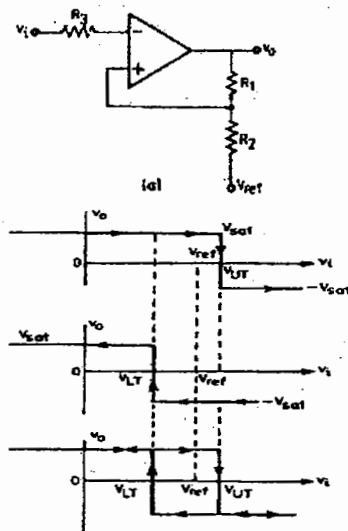 vi R3 - vo
+ R1
R2
(a) Vref
vo Vsat
Vref
0 VUT vi
-Vsat
Vsat vo
0 VLT Vref vi
-Vsat
vo
0 VLT Vref VUT vi